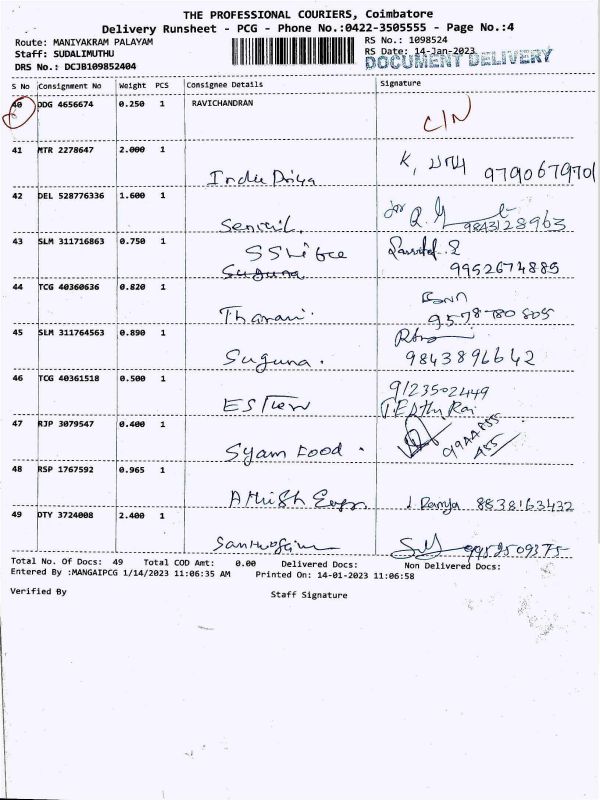 THE PROFESSIONAL COURIERS, Coimbatore
Delivery Runsheet - PCG - Phone No.:0422-3505555 - Page No.:4
Route: MANIYAKRAM PALAYAM
RS No.: 1098524
Staff: SUDALIMUTHU
RS Date: 14-Jan-2023
DRS No.: DCJB109852404
DOCUMENT DELIVERY
S No Consignment No Weight PCS Consignee Details Signature
40 DDG 4656674 0.250 1 RAVICHANDRAN
C/N
41 MTR 2278647 2.000 1
Indu Priya 9790679701
42 DEL 528776336 1.600 1
Senthil. 9843128963
43 SLM 311716863 0.750 1
Suguna 9952674885
44 TCG 40360636 0.820 1
Tharani. 9578780805
45 SLM 311764563 0.890 1
Suguna. 9843896642
46 TCG 40361518 0.500 1
9123502449
47 RJP 3079547 0.400 1
Syam Food.
48 RSP 1767592 0.965 1
J Ramya 8838163432
49 DTY 3724008 2.400 1
9952509375
Total No. Of Docs: 49 Total COD Amt: 0.00 Delivered Docs: Non Delivered Docs:
Entered By :MANGAIPCG 1/14/2023 11:06:35 AM Printed On: 14-01-2023 11:06:58
Verified By Staff Signature